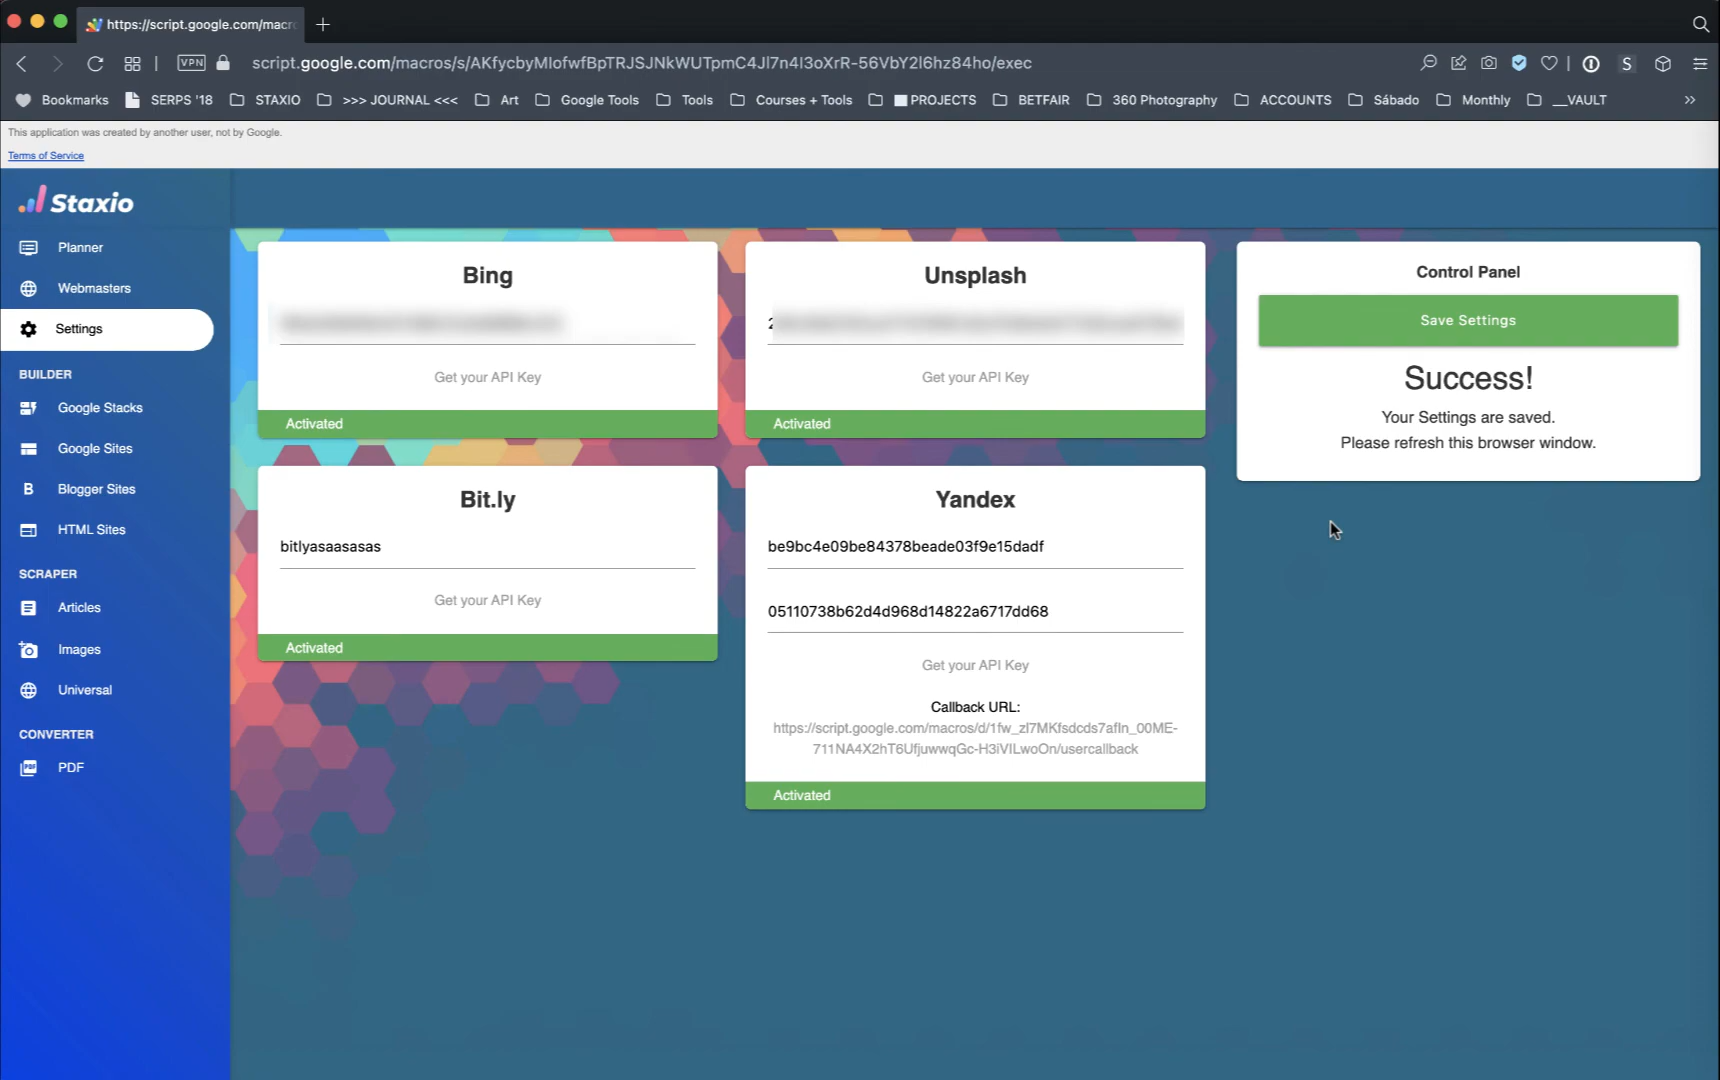 https://script.google.com/macr
VPN
script.google.com/macros/s/AKfycbyMlofwfBpTRJSJNkWUTpmC4Jl7n4I3oXrR-56VbY2l6hz84ho/exec
S
Bookmarks SERPS '18 STAXIO >>> JOURNAL <<< Art Google Tools Tools Courses + Tools PROJECTS BETFAIR 360 Photography ACCOUNTS Sábado Monthly __VAULT
This application was created by another user, not by Google.
Terms of Service
Staxio
Planner
Webmasters
Settings
BUILDER
Google Stacks
Google Sites
B Blogger Sites
HTML Sites
SCRAPER
Articles
Images
Universal
CONVERTER
PDF PDF
Bing
Get your API Key
Activated
Unsplash
Get your API Key
Activated
Bit.ly
bitlyasaasasas
Get your API Key
Activated
Yandex
be9bc4e09be84378beade03f9e15dadf
05110738b62d4d968d14822a6717dd68
Get your API Key
Callback URL:
https://script.google.com/macros/d/1fw_zl7MKfsdcds7afln_00ME-
711NA4X2hT6UfjuwwqGc-H3iVILwoOn/usercallback
Activated
Control Panel
Save Settings
Success!
Your Settings are saved.
Please refresh this browser window.